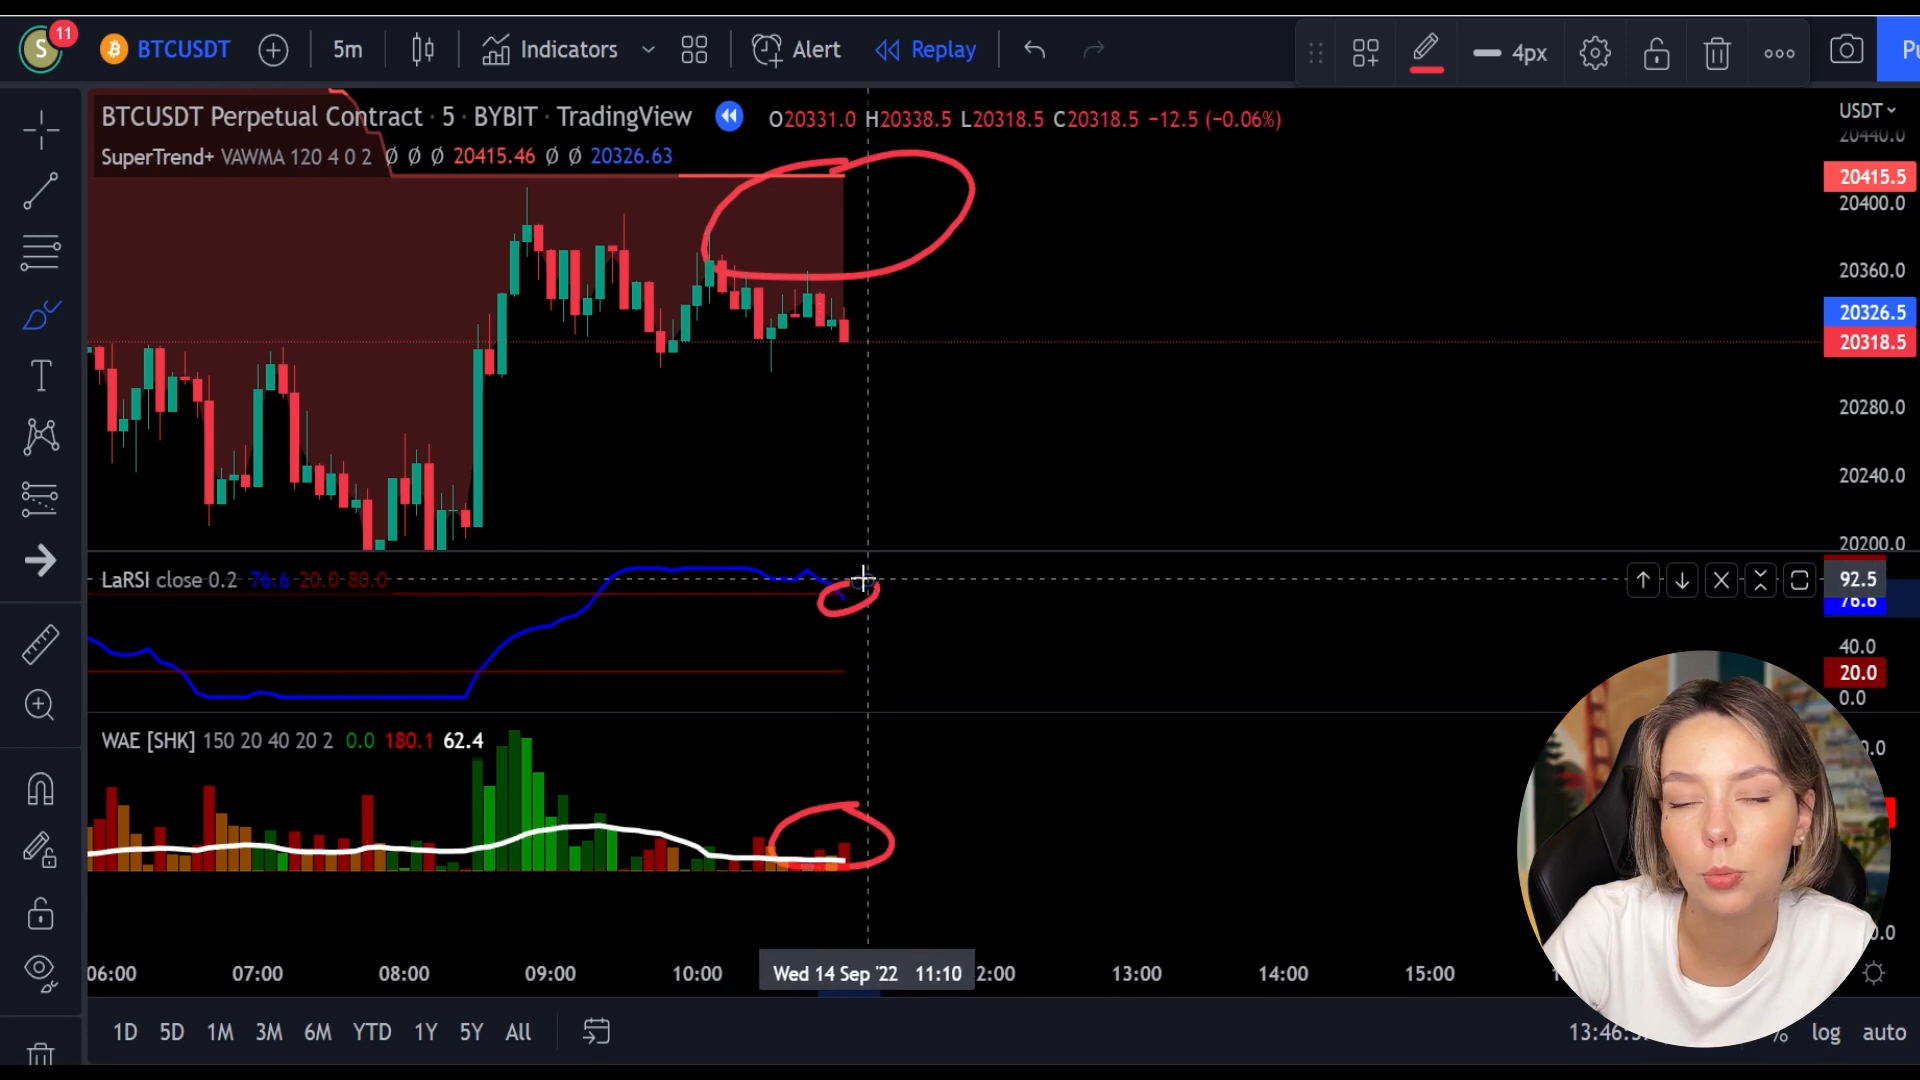 S 11 BTCUSDT 5m Indicators Alert Replay 4px
BTCUSDT Perpetual Contract · 5 · BYBIT · TradingView O20331.0 H20338.5 L20318.5 C20318.5 −12.5 (−0.06%)
SuperTrend+ VAWMA 120 4 0 2 Ø Ø Ø 20415.46 Ø Ø 20326.63
USDT
20440.0
20415.5
20400.0
20360.0
20326.5
20318.5
20280.0
20240.0
20200.0
LaRSI close 0.2 76.6 20.0 80.0
92.5
76.6
40.0
20.0
0.0
WAE [SHK] 150 20 40 20 2 0.0 180.1 62.4
06:00 07:00 08:00 09:00 10:00 Wed 14 Sep '22 11:10 2:00 13:00 14:00 15:00
1D 5D 1M 3M 6M YTD 1Y 5Y All % log auto